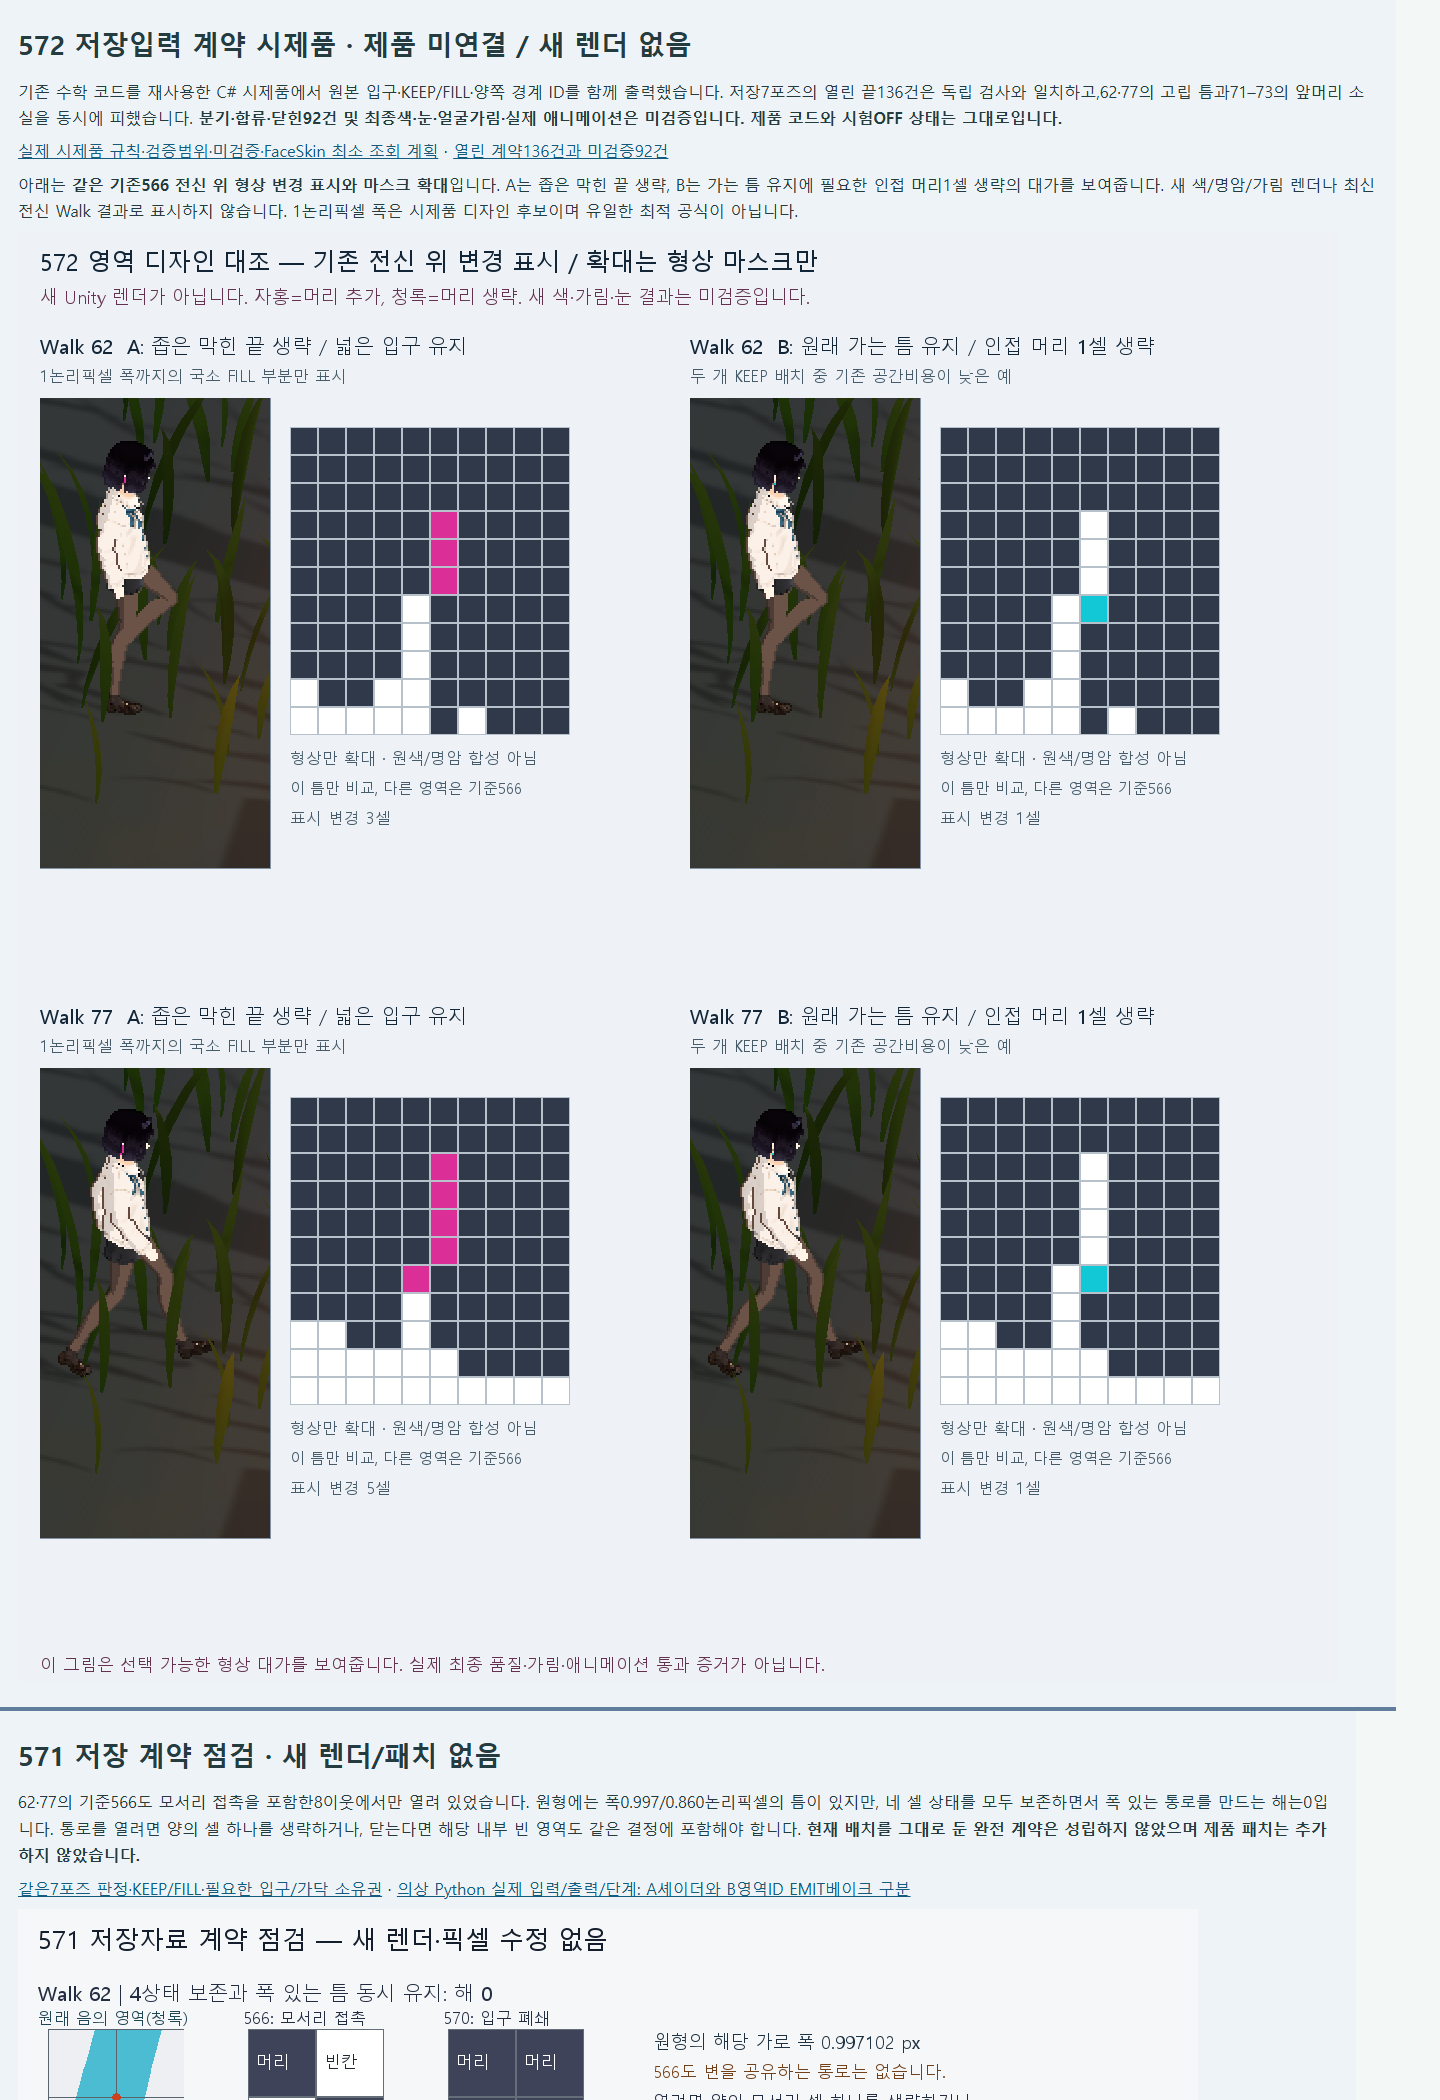 572 저장입력 계약 시제품 · 제품 미연결 / 새 렌더 없음
기존 수학 코드를 재사용한 C# 시제품에서 원본 입구·KEEP/FILL·양쪽 경계 ID를 함께 출력했습니다. 저장7포즈의 열린 끝136건은 독립 검사와 일치하고,62·77의 고립 틈과71–73의 앞머리 소
실을 동시에 피했습니다. 분기·합류·닫힌92건 및 최종색·눈·얼굴가림·실제 애니메이션은 미검증입니다. 제품 코드와 시험OFF 상태는 그대로입니다.
실제 시제품 규칙·검증범위·미검증·FaceSkin 최소 조회 계획 · 열린 계약136건과 미검증92건
아래는 같은 기존566 전신 위 형상 변경 표시와 마스크 확대입니다. A는 좁은 막힌 끝 생략, B는 가는 틈 유지에 필요한 인접 머리1셀 생략의 대가를 보여줍니다. 새 색/명암/가림 렌더나 최신
전신 Walk 결과로 표시하지 않습니다. 1논리픽셀 폭은 시제품 디자인 후보이며 유일한 최적 공식이 아닙니다.
572 영역 디자인 대조 — 기존 전신 위 변경 표시 / 확대는 형상 마스크만
새 Unity 렌더가 아닙니다. 자홍=머리 추가, 청록=머리 생략. 새 색·가림·눈 결과는 미검증입니다.
Walk 62 A: 좁은 막힌 끝 생략 / 넓은 입구 유지
1논리픽셀 폭까지의 국소 FILL 부분만 표시
Walk 62 B: 원래 가는 틈 유지 / 인접 머리 1셀 생략
두 개 KEEP 배치 중 기존 공간비용이 낮은 예
형상만 확대 · 원색/명암 합성 아님
이 틈만 비교, 다른 영역은 기준566
표시 변경 3셀
형상만 확대 · 원색/명암 합성 아님
이 틈만 비교, 다른 영역은 기준566
표시 변경 1셀
Walk 77 A: 좁은 막힌 끝 생략 / 넓은 입구 유지
1논리픽셀 폭까지의 국소 FILL 부분만 표시
Walk 77 B: 원래 가는 틈 유지 / 인접 머리 1셀 생략
두 개 KEEP 배치 중 기존 공간비용이 낮은 예
형상만 확대 · 원색/명암 합성 아님
이 틈만 비교, 다른 영역은 기준566
표시 변경 5셀
형상만 확대 · 원색/명암 합성 아님
이 틈만 비교, 다른 영역은 기준566
표시 변경 1셀
이 그림은 선택 가능한 형상 대가를 보여줍니다. 실제 최종 품질·가림·애니메이션 통과 증거가 아닙니다.
571 저장 계약 점검 · 새 렌더/패치 없음
62·77의 기준566도 모서리 접촉을 포함한8이웃에서만 열려 있었습니다. 원형에는 폭0.997/0.860논리픽셀의 틈이 있지만, 네 셀 상태를 모두 보존하면서 폭 있는 통로를 만드는 해는0입
니다. 통로를 열려면 양의 셀 하나를 생략하거나, 닫는다면 해당 내부 빈 영역도 같은 결정에 포함해야 합니다. 현재 배치를 그대로 둔 완전 계약은 성립하지 않았으며 제품 패치는 추가
하지 않았습니다.
같은7포즈 판정·KEEP/FILL·필요한 입구/가닥 소유권 · 의상 Python 실제 입력/출력/단계: A셰이더와 B영역ID EMIT베이크 구분
571 저장자료 계약 점검 — 새 렌더·픽셀 수정 없음
Walk 62 | 4상태 보존과 폭 있는 틈 동시 유지: 해 0
원래 음의 영역(청록)
566: 모서리 접촉
570: 입구 폐쇄
머리
빈칸
머리
머리
원형의 해당 가로 폭 0.997102 px
566도 변을 공유하는 통로는 없습니다.
열려면 양의 모서리 셀 하나를 생략하거나